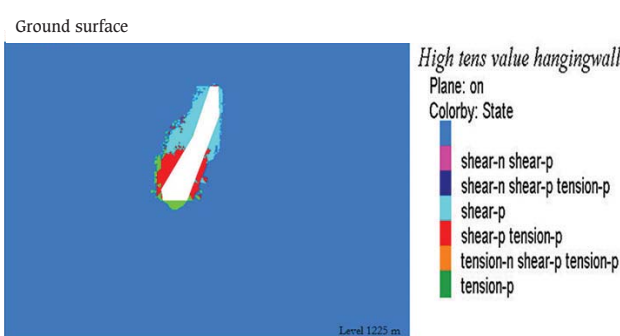 Ground surface
High tens value hangingwall
Plane: on
Colorby: State
shear-n shear-p
shear-n shear-p tension-p
shear-p
shear-p tension-p
tension-n shear-p tension-p
tension-p
Level 1225 m